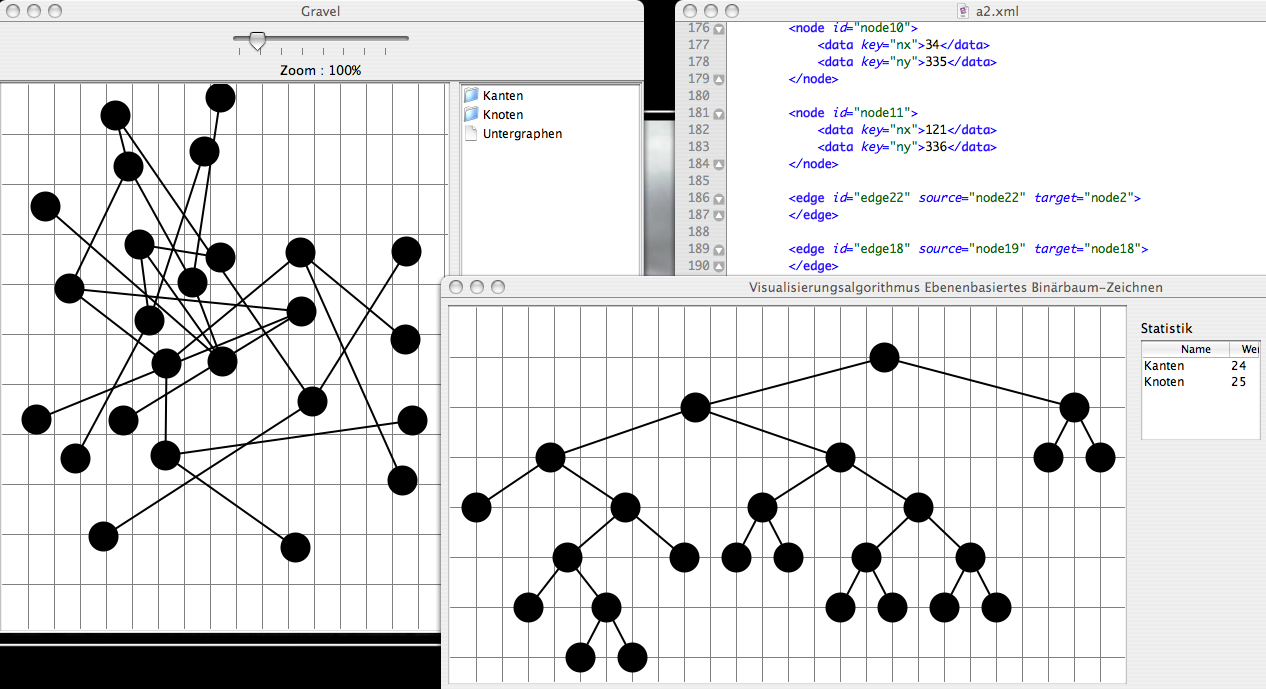 Gravel
Zoom : 100%
Kanten
Knoten
Untergraphen
a2.xml
176 <node id="node10">
177 <data key="nx">34</data>
178 <data key="ny">335</data>
179 </node>
180
181 <node id="node11">
182 <data key="nx">121</data>
183 <data key="ny">336</data>
184 </node>
185
186 <edge id="edge22" source="node22" target="node2">
187 </edge>
188
189 <edge id="edge18" source="node19" target="node18">
190 </edge>
Visualisierungsalgorithmus Ebenenbasiertes Binärbaum-Zeichnen
Statistik
Name Wei
Kanten 24
Knoten 25